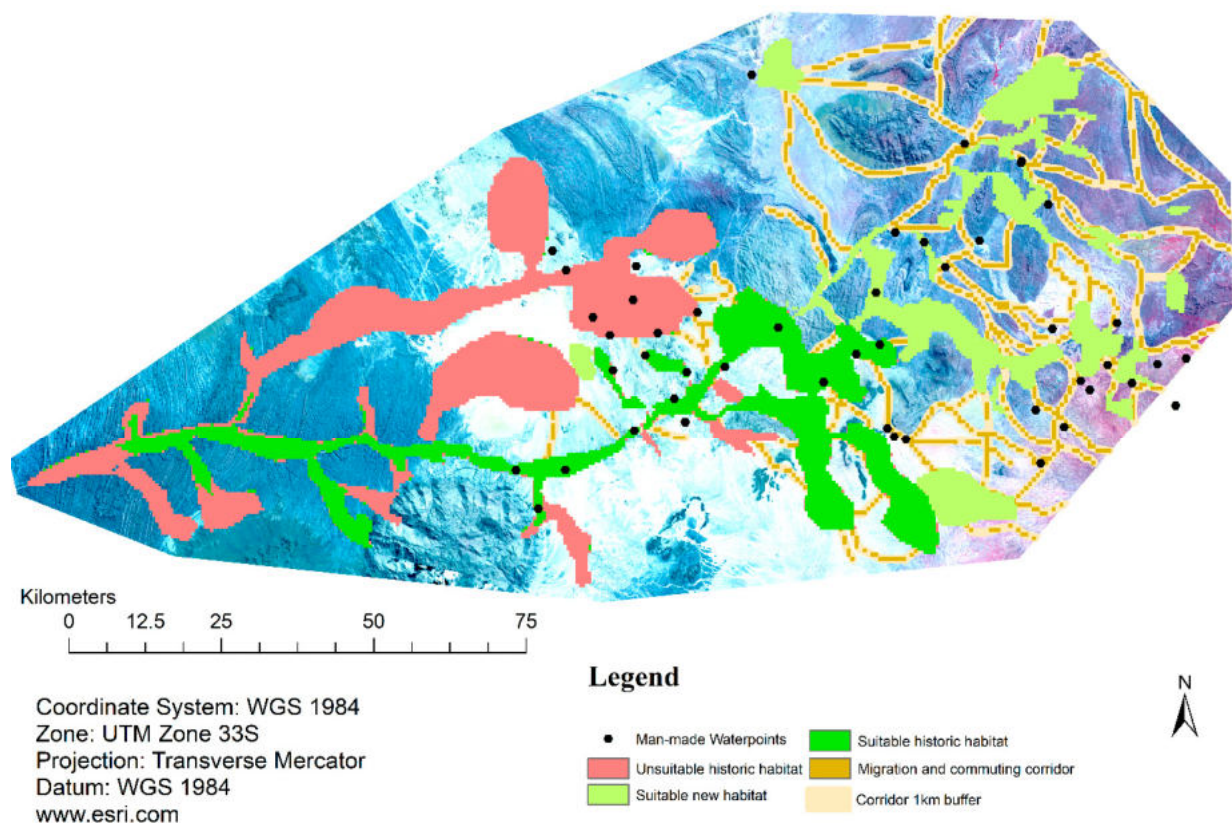 Kilometers
0 12.5 25 50 75
Coordinate System: WGS 1984
Zone: UTM Zone 33S
Projection: Transverse Mercator
Datum: WGS 1984
www.esri.com
Legend
Man-made Waterpoints
Unsuitable historic habitat
Suitable new habitat
Suitable historic habitat
Migration and commuting corridor
Corridor 1km buffer
N